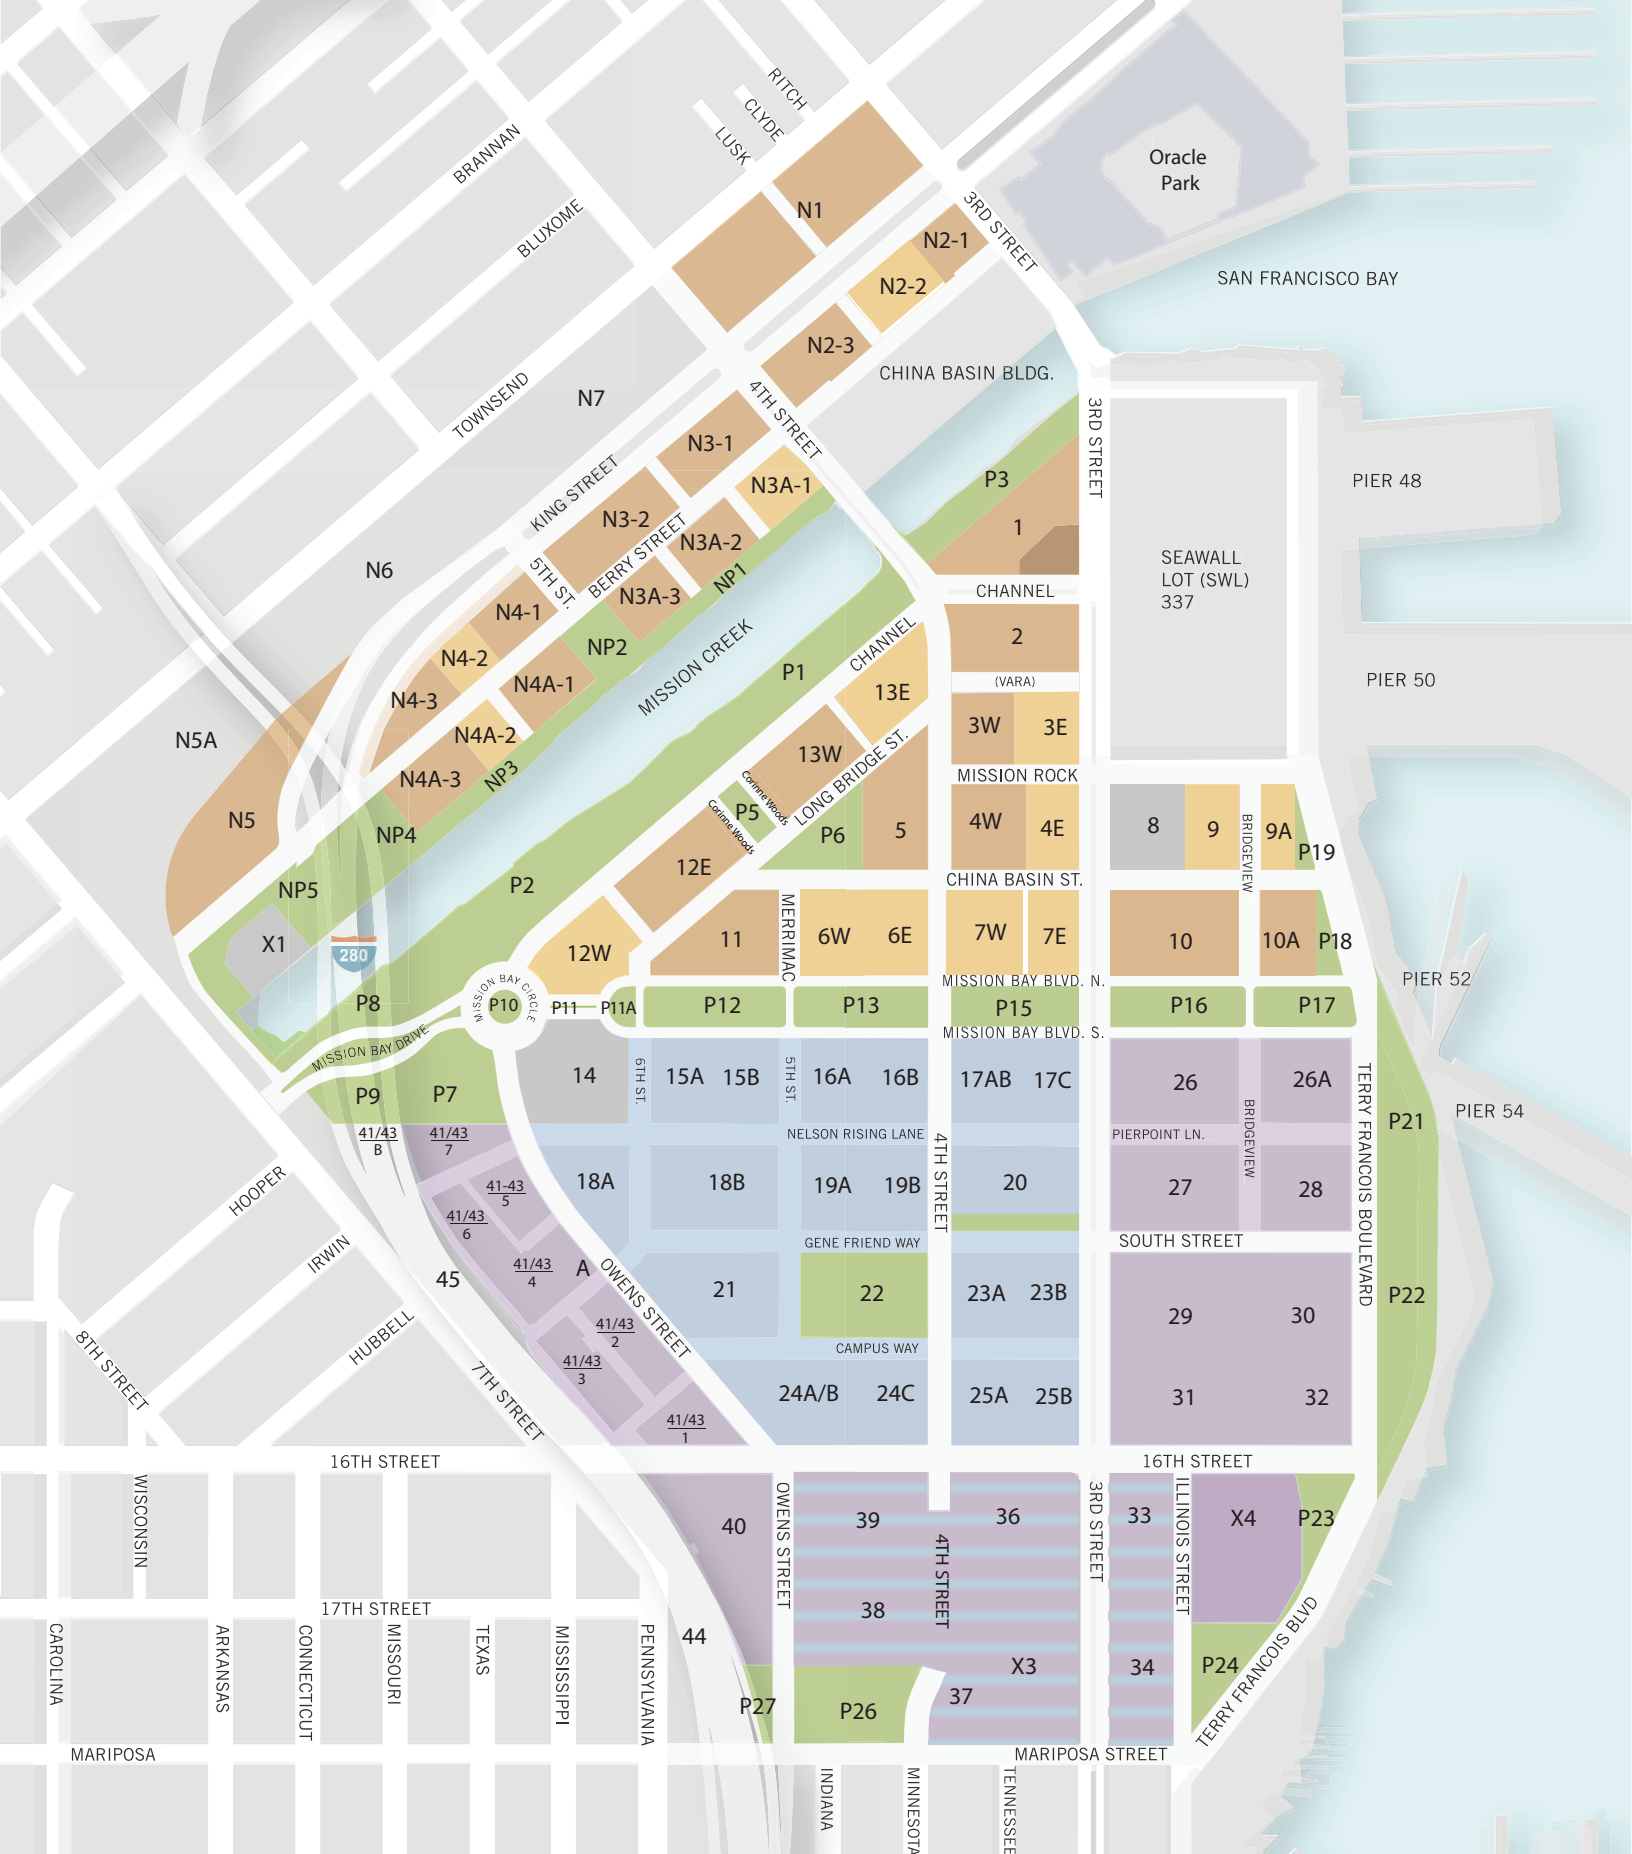 RITCH
CLYDE
LUSK
BRANNAN
BLUXOME
Oracle
Park
N1
3RD STREET
N2-1
N2-2
SAN FRANCISCO BAY
N2-3
CHINA BASIN BLDG.
TOWNSEND
N7
4TH STREET
3RD STREET
N3-1
KING STREET
N3A-1
P3
PIER 48
N3-2
BERRY STREET
N3A-2
1
SEAWALL
LOT (SWL)
337
N6
5TH ST.
N3A-3
NP1
CHANNEL
N4-1
NP2
MISSION CREEK
CHANNEL
2
N4-2
P1
(VARA)
PIER 50
N4-3
N4A-1
13E
3W
3E
N5A
N4A-2
13W
LONG BRIDGE ST.
MISSION ROCK
N4A-3
NP3
Corinne Woods
Corinne Woods
P5
N5
NP4
P6
5
4W
4E
8
9
BRIDGEVIEW
9A
P19
12E
CHINA BASIN ST.
NP5
P2
X1
280
12W
11
MERRIMAC
6W
6E
7W
7E
10
10A
P18
MISSION BAY BLVD. N.
PIER 52
P8
MISSION BAY CIRCLE
P10
P11
P11A
P12
P13
P15
P16
P17
MISSION BAY BLVD. S.
MISSION BAY DRIVE
P9
P7
14
6TH ST.
15A
15B
5TH ST.
16A
16B
17AB
17C
26
26A
TERRY FRANCOIS BOULEVARD
P21
PIER 54
41/43
B
41/43
7
NELSON RISING LANE
4TH STREET
PIERPOINT LN.
BRIDGEVIEW
HOOPER
41-43
5
18A
18B
19A
19B
20
27
28
41/43
6
IRWIN
45
41/43
4
A
OWENS STREET
GENE FRIEND WAY
SOUTH STREET
21
22
23A
23B
29
30
P22
8TH STREET
HUBBELL
41/43
2
41/43
3
CAMPUS WAY
7TH STREET
24A/B
24C
25A
25B
31
32
41/43
1
16TH STREET
16TH STREET
WISCONSIN
40
OWENS STREET
39
4TH STREET
36
3RD STREET
33
ILLINOIS STREET
X4
P23
17TH STREET
38
CAROLINA
ARKANSAS
CONNECTICUT
MISSOURI
TEXAS
MISSISSIPPI
PENNSYLVANIA
44
X3
34
P24
TERRY FRANCOIS BLVD
P27
P26
37
MARIPOSA
MARIPOSA STREET
INDIANA
MINNESOTA
TENNESSEE